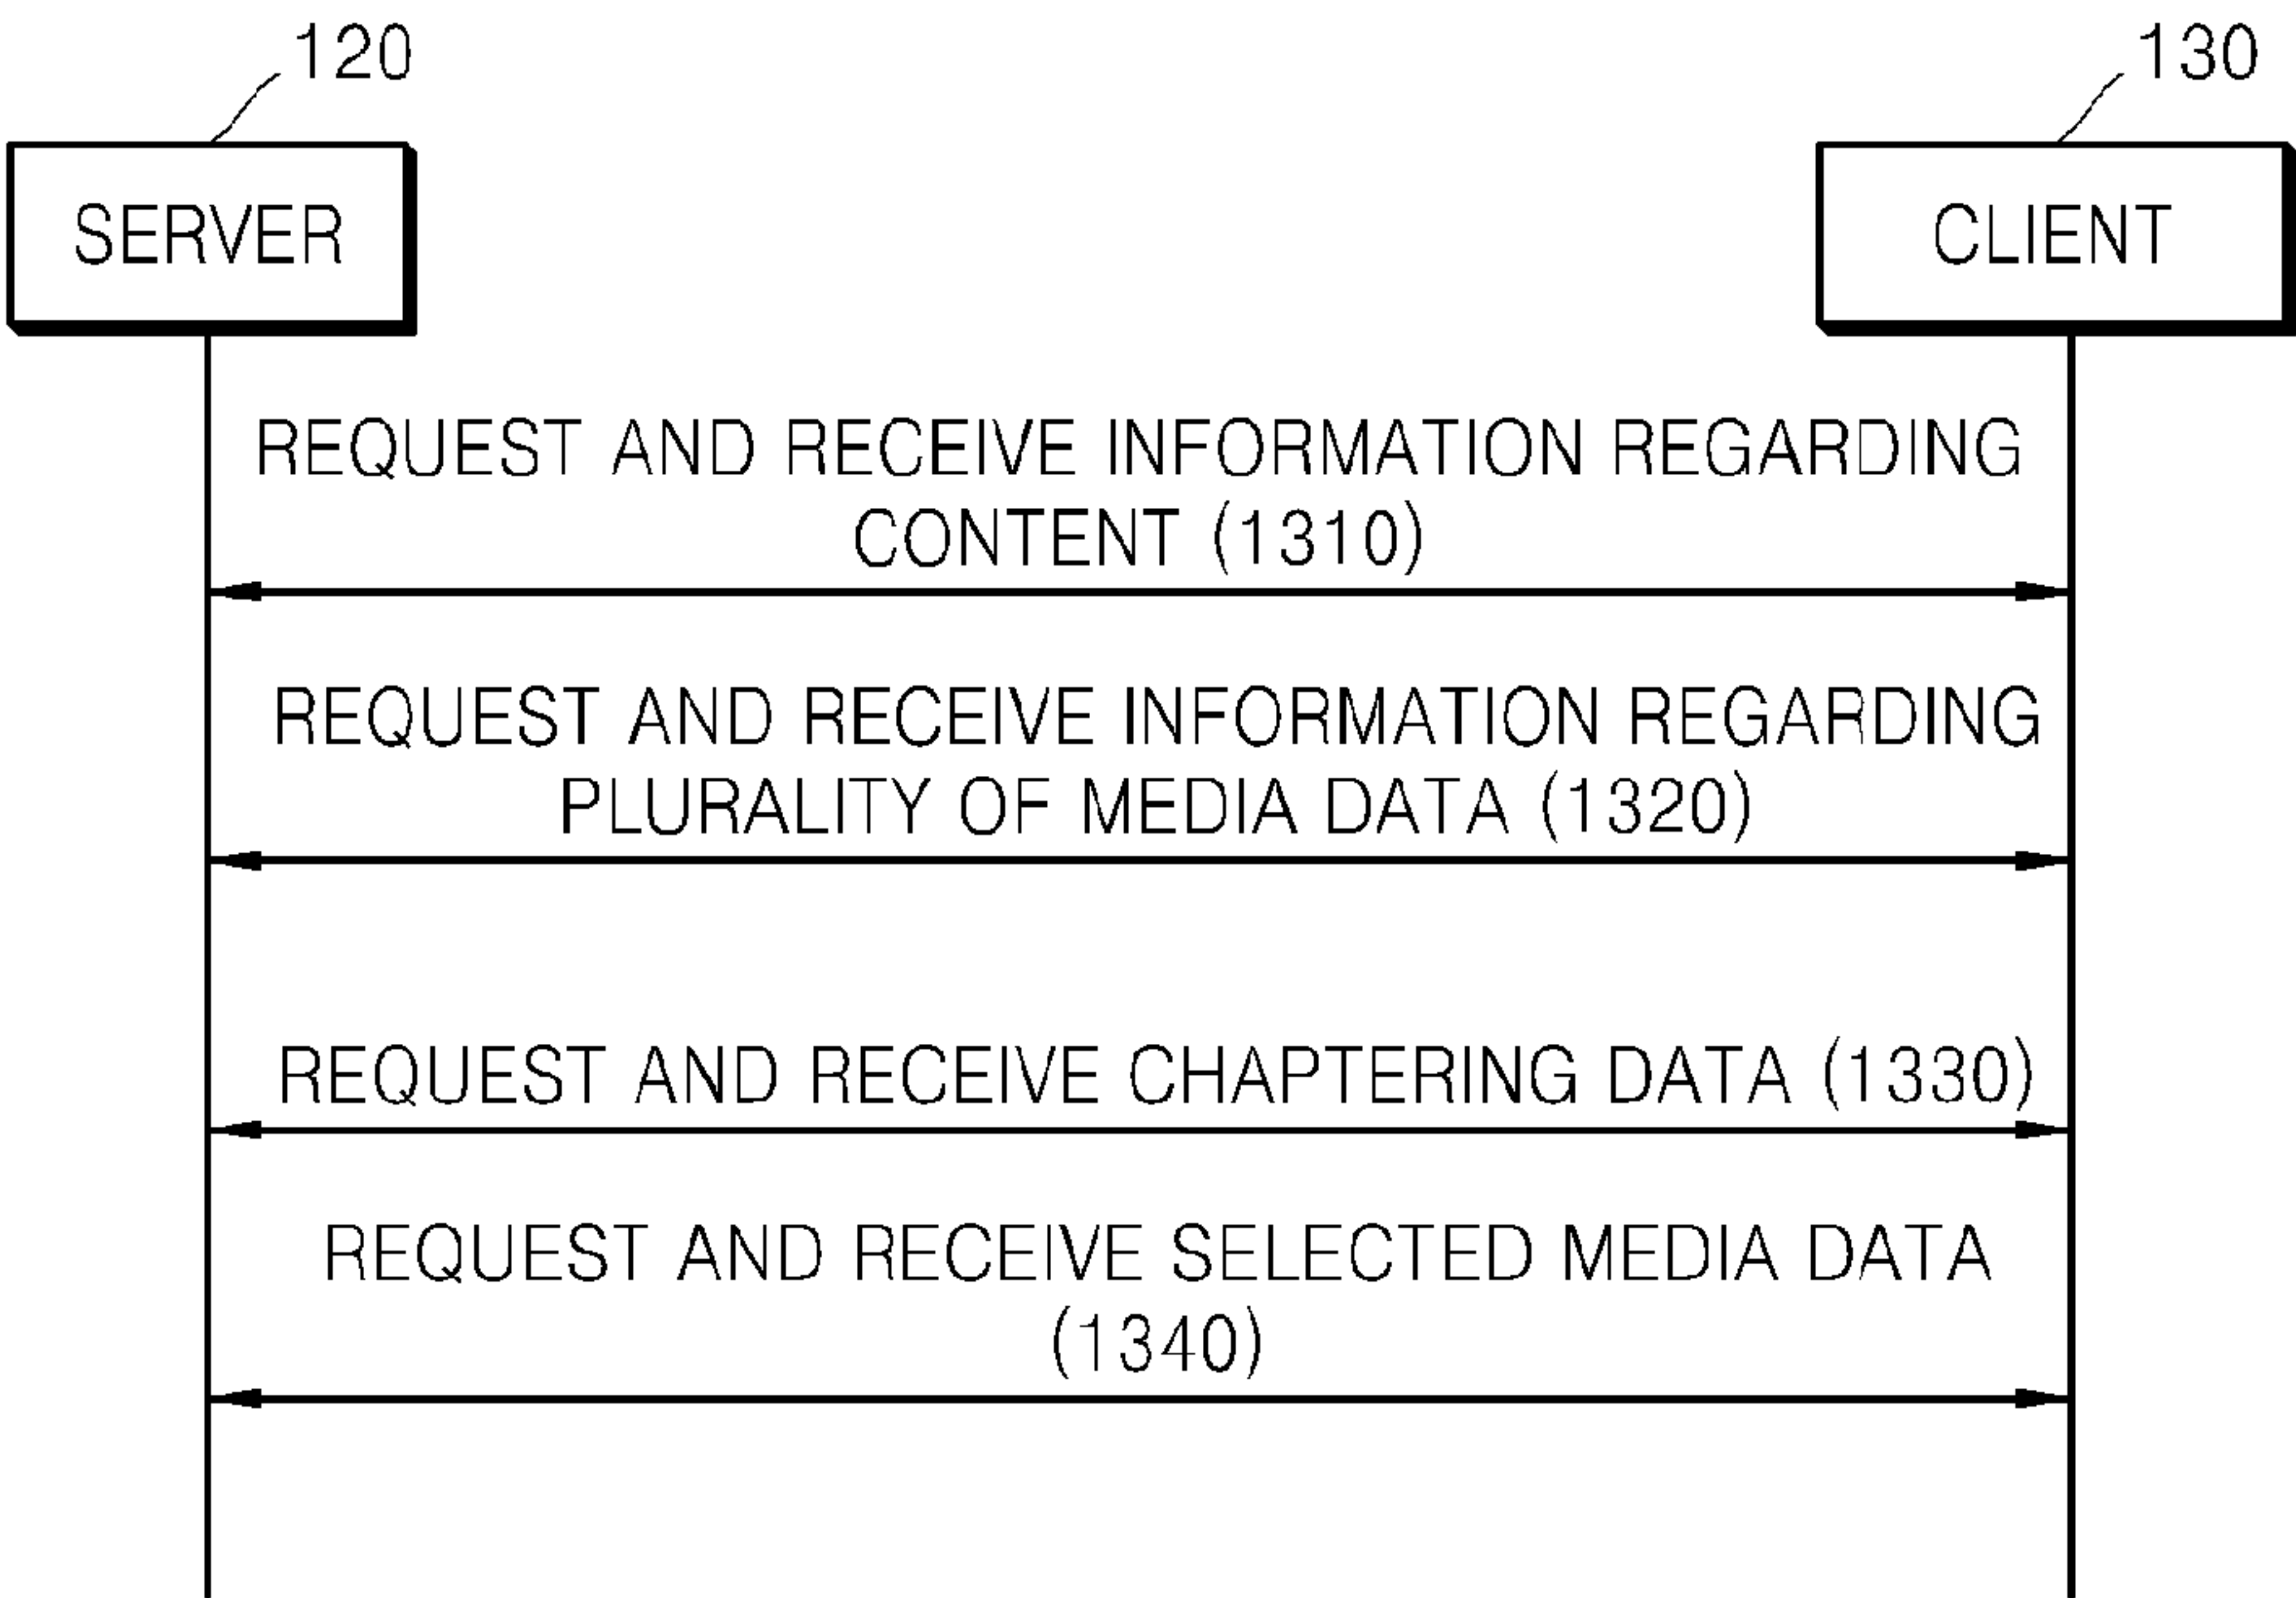 120
130
SERVER
CLIENT
REQUEST AND RECEIVE INFORMATION REGARDING
CONTENT (1310)
REQUEST AND RECEIVE INFORMATION REGARDING
PLURALITY OF MEDIA DATA (1320)
REQUEST AND RECEIVE CHAPTERING DATA (1330)
REQUEST AND RECEIVE SELECTED MEDIA DATA
(1340)